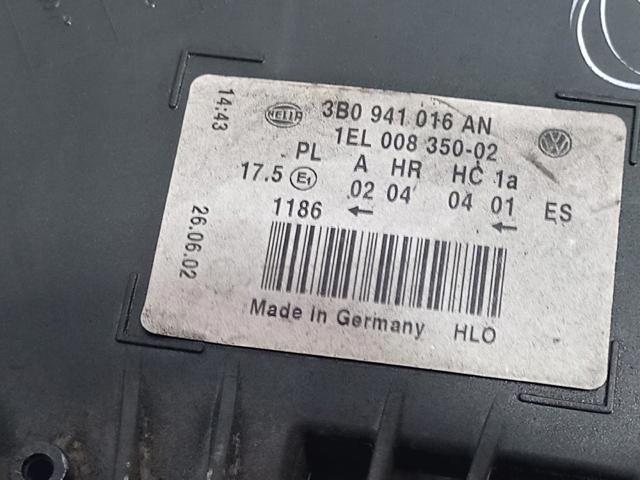 14:43
HELLA
3B0 941 016 AN
1EL 008 350-02
PL A HR HC 1a
17.5 E1 02 04 04 01 ES
1186 ← ←
26.06.02
Made in Germany HLO
VW